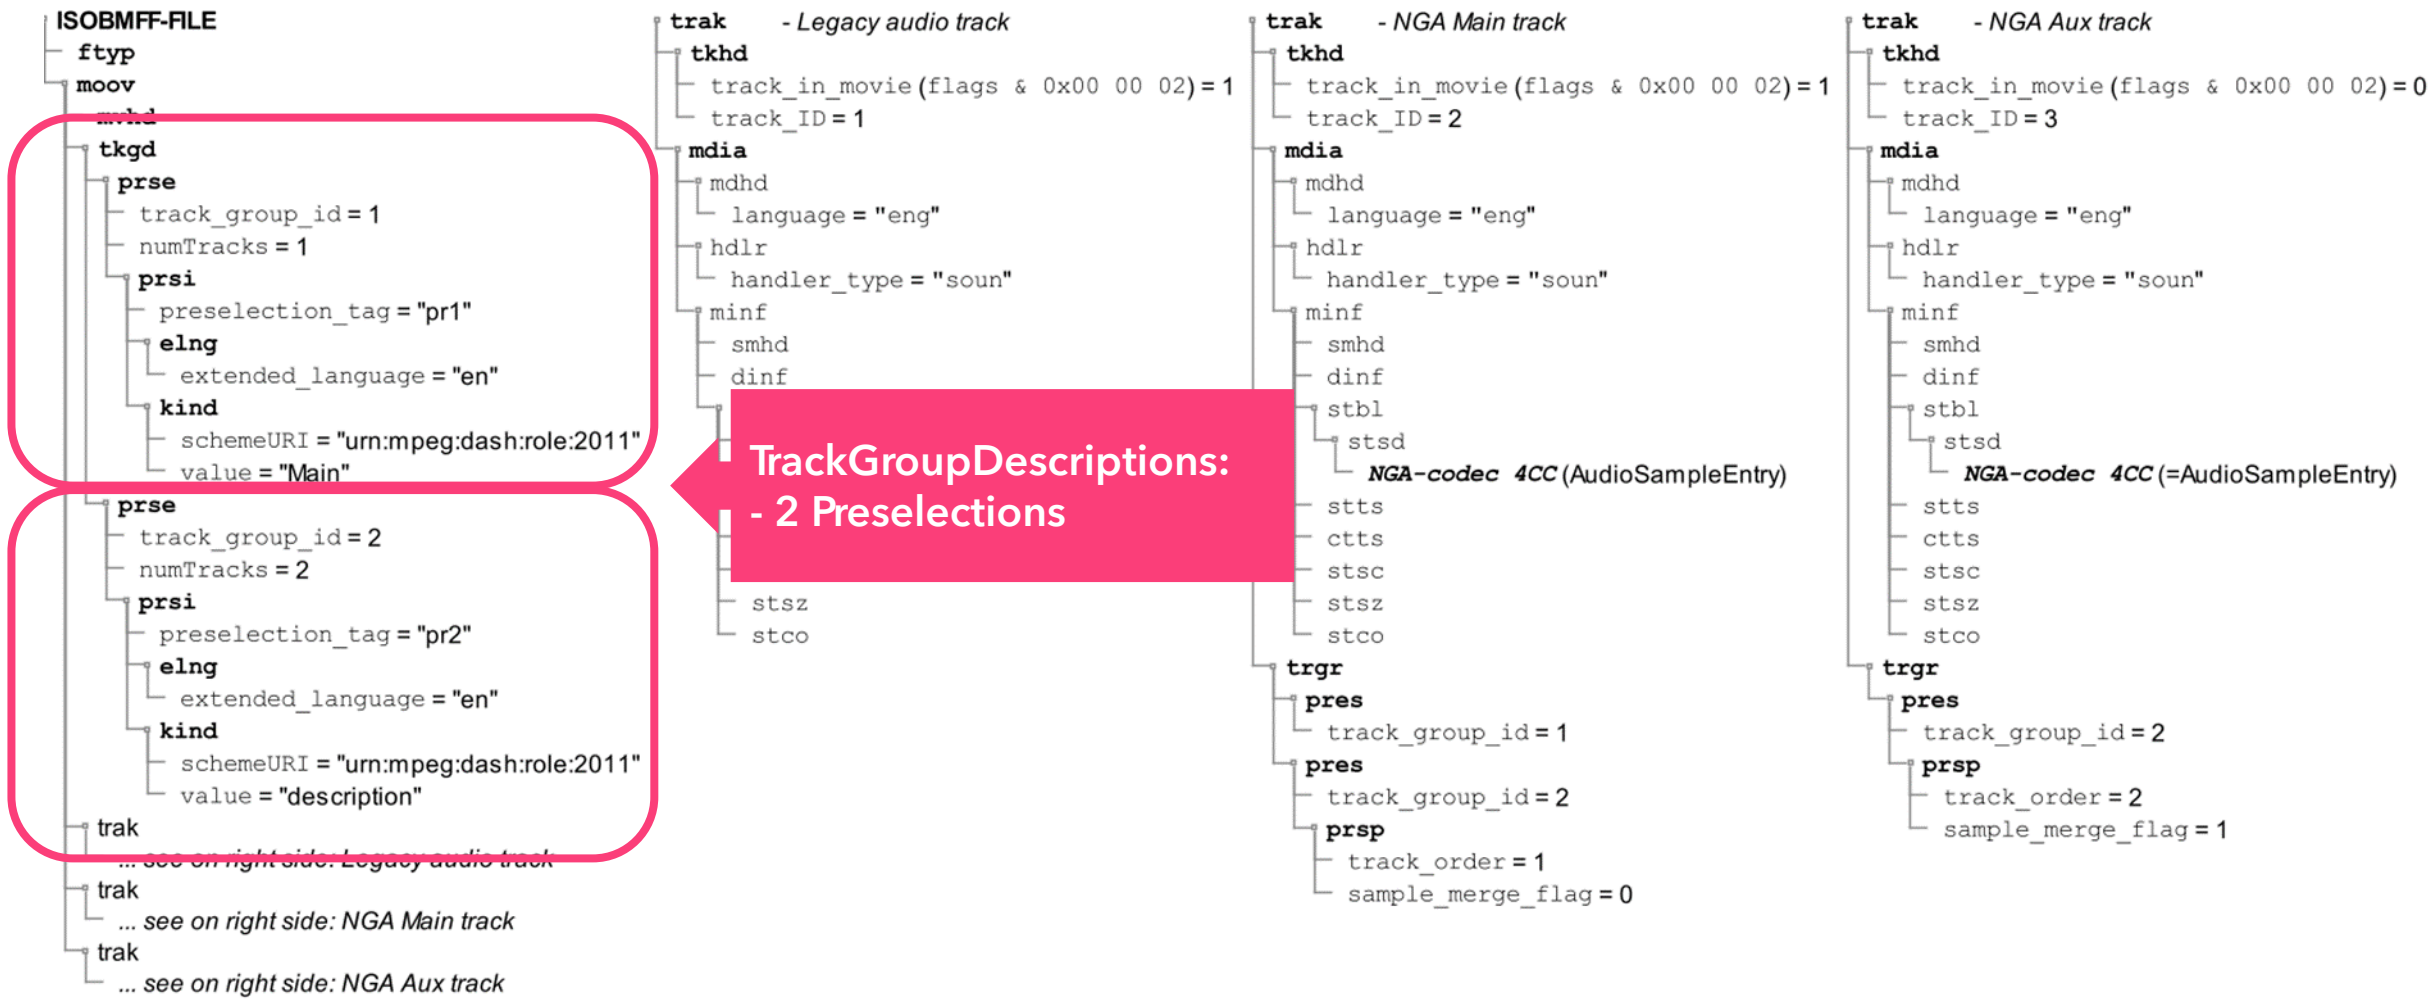 ISOBMFF-FILE
ftyp
moov
mvhd
tkgd
prse
track_group_id = 1
numTracks = 1
prsi
preselection_tag = "pr1"
elng
extended_language = "en"
kind
schemeURI = "urn:mpeg:dash:role:2011"
value = "Main"
prse
track_group_id = 2
numTracks = 2
prsi
preselection_tag = "pr2"
elng
extended_language = "en"
kind
schemeURI = "urn:mpeg:dash:role:2011"
value = "description"
trak
... see on right side: Legacy audio track
trak
... see on right side: NGA Main track
trak
... see on right side: NGA Aux track
trak - Legacy audio track
tkhd
track_in_movie (flags & 0x00 00 02) = 1
track_ID = 1
mdia
mdhd
language = "eng"
hdlr
handler_type = "soun"
minf
smhd
dinf
stsz
stco
TrackGroupDescriptions:
- 2 Preselections
trak - NGA Main track
tkhd
track_in_movie (flags & 0x00 00 02) = 1
track_ID = 2
mdia
mdhd
language = "eng"
hdlr
handler_type = "soun"
minf
smhd
dinf
stbl
stsd
NGA-codec 4CC (AudioSampleEntry)
stts
ctts
stsc
stsz
stco
trgr
pres
track_group_id = 1
pres
track_group_id = 2
prsp
track_order = 1
sample_merge_flag = 0
trak - NGA Aux track
tkhd
track_in_movie (flags & 0x00 00 02) = 0
track_ID = 3
mdia
mdhd
language = "eng"
hdlr
handler_type = "soun"
minf
smhd
dinf
stbl
stsd
NGA-codec 4CC (=AudioSampleEntry)
stts
ctts
stsc
stsz
stco
trgr
pres
track_group_id = 2
prsp
track_order = 2
sample_merge_flag = 1